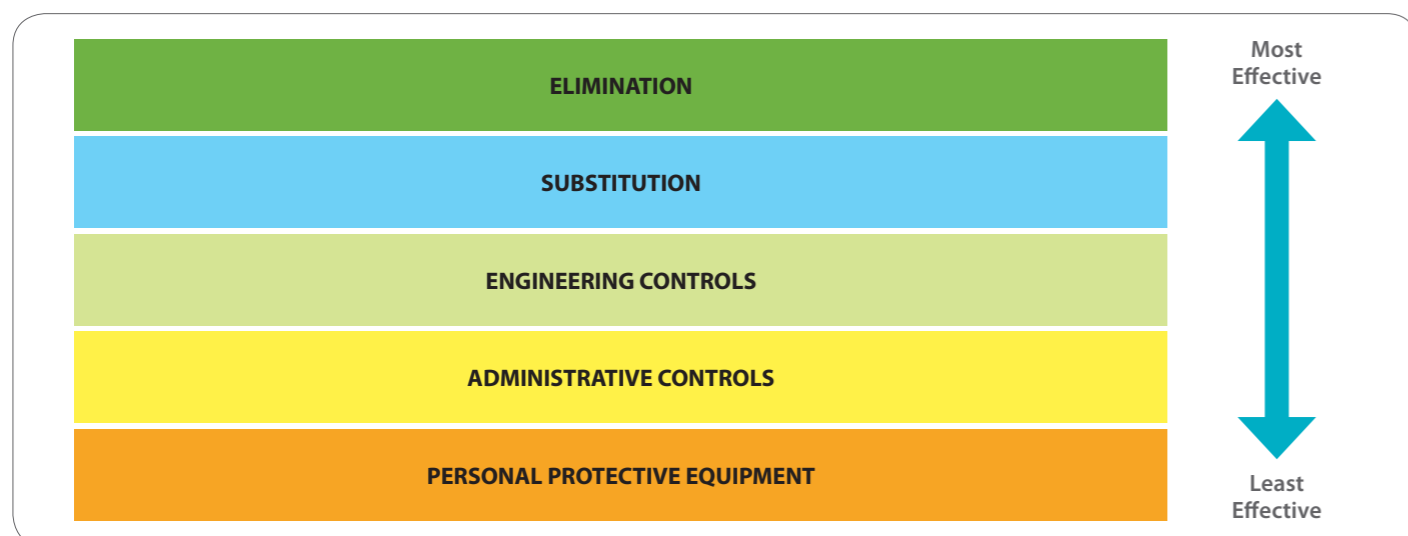 ELIMINATION
SUBSTITUTION
ENGINEERING CONTROLS
ADMINISTRATIVE CONTROLS
PERSONAL PROTECTIVE EQUIPMENT
Most
Effective
Least
Effective